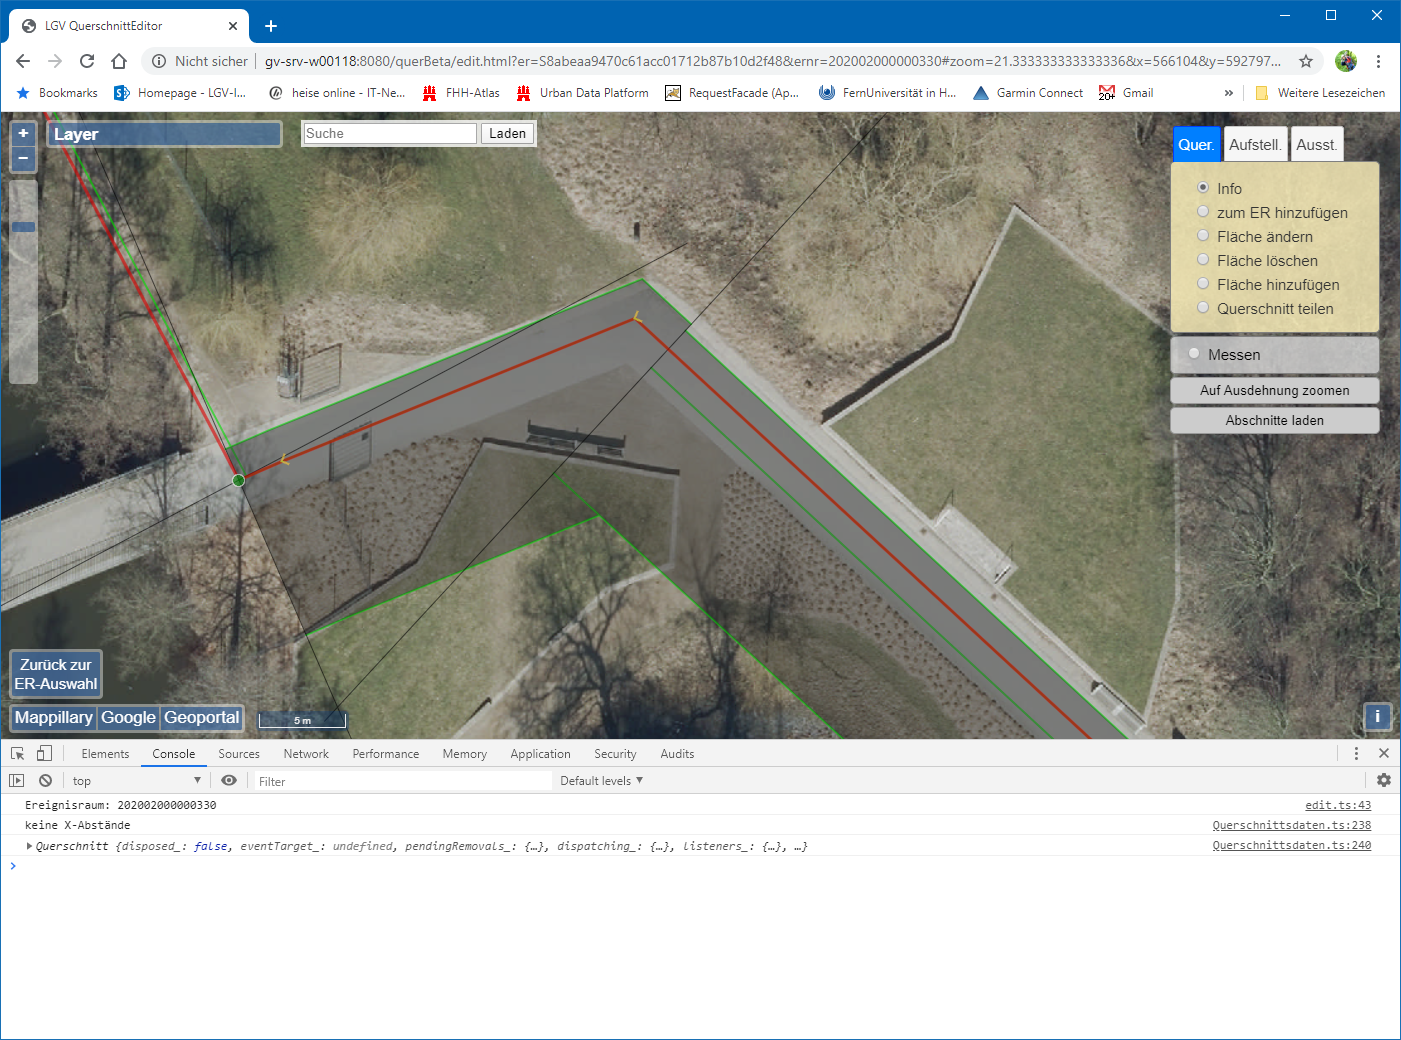 LGV QuerschnittEditor
Nicht sicher
gv-srv-w00118:8080/querBeta/edit.html?er=S8abeaa9470c61acc01712b87b10d2f48&ernr=202002000000330#zoom=21.333333333333336&x=566104&y=592797...
Bookmarks
Homepage - LGV-I...
heise online - IT-Ne...
FHH-Atlas
Urban Data Platform
RequestFacade (Ap...
FernUniversität in H...
Garmin Connect
20+
Gmail
»
Weitere Lesezeichen
+
−
Layer
Suche
Laden
Quer.
Aufstell.
Ausst.
Info
zum ER hinzufügen
Fläche ändern
Fläche löschen
Fläche hinzufügen
Querschnitt teilen
Messen
Auf Ausdehnung zoomen
Abschnitte laden
Zurück zur
ER-Auswahl
Mappillary
Google
Geoportal
5 m
i
Elements
Console
Sources
Network
Performance
Memory
Application
Security
Audits
top
Filter
Default levels
Ereignisraum: 202002000000330
edit.ts:43
keine X-Abstände
Querschnittsdaten.ts:238
Querschnitt {disposed_: false, eventTarget_: undefined, pendingRemovals_: {…}, dispatching_: {…}, listeners_: {…}, …}
Querschnittsdaten.ts:240